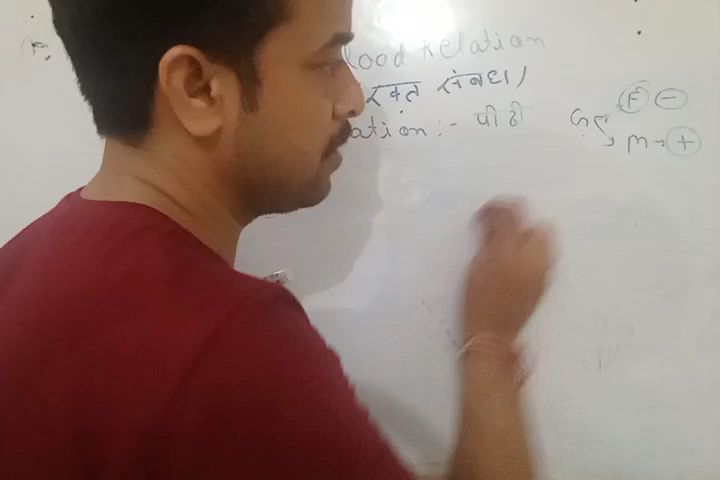 lood Relation
रक्त संबंध।
ation :- पीढी
F -
m → +